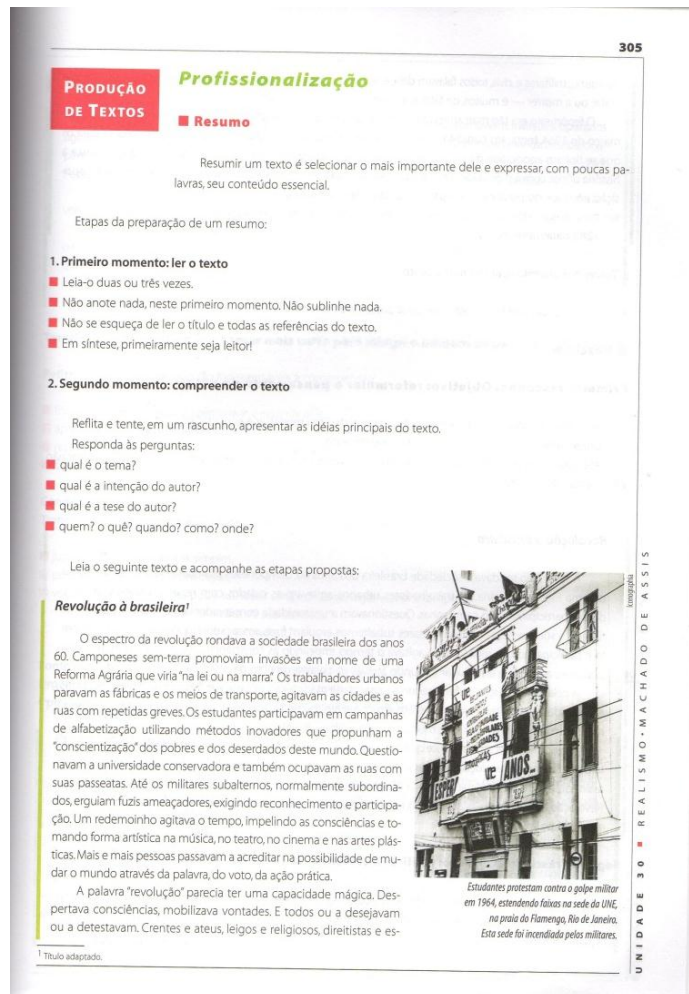 305
PRODUÇÃO
DE TEXTOS
Profissionalização
Resumo
Resumir um texto é selecionar o mais importante dele e expressar, com poucas pa-
lavras, seu conteúdo essencial.
Etapas da preparação de um resumo:
1. Primeiro momento: ler o texto
Leia-o duas ou três vezes.
Não anote nada, neste primeiro momento. Não sublinhe nada.
Não se esqueça de ler o título e todas as referências do texto.
Em síntese, primeiramente seja leitor!
2. Segundo momento: compreender o texto
Reflita e tente, em um rascunho, apresentar as idéias principais do texto.
Responda às perguntas:
qual é o tema?
qual é a intenção do autor?
qual é a tese do autor?
quem? o quê? quando? como? onde?
Leia o seguinte texto e acompanhe as etapas propostas:
Revolução à brasileira¹
O espectro da revolução rondava a sociedade brasileira dos anos
60. Camponeses sem-terra promoviam invasões em nome de uma
Reforma Agrária que viria "na lei ou na marra". Os trabalhadores urbanos
paravam as fábricas e os meios de transporte, agitavam as cidades e as
ruas com repetidas greves. Os estudantes participavam em campanhas
de alfabetização utilizando métodos inovadores que propunham a
"conscientização" dos pobres e dos deserdados deste mundo. Questio-
navam a universidade conservadora e também ocupavam as ruas com
suas passeatas. Até os militares subalternos, normalmente subordina-
dos, erguiam fuzis ameaçadores, exigindo reconhecimento e participa-
ção. Um redemoinho agitava o tempo, impelindo as consciências e to-
mando forma artística na música, no teatro, no cinema e nas artes plás-
ticas. Mais e mais pessoas passavam a acreditar na possibilidade de mu-
dar o mundo através da palavra, do voto, da ação prática.
A palavra "revolução" parecia ter uma capacidade mágica. Des-
pertava consciências, mobilizava vontades. E todos ou a desejavam
ou a detestavam. Crentes e ateus, leigos e religiosos, direitistas e es-
¹ Título adaptado.
Iconographia
UE
ANOS...
Estudantes protestam contra o golpe militar
em 1964, estendendo faixas na sede da UNE,
na praia do Flamengo, Rio de Janeiro.
Esta sede foi incendiada pelos militares.
UNIDADE 30 ■ REALISMO • MACHADO DE ASSIS